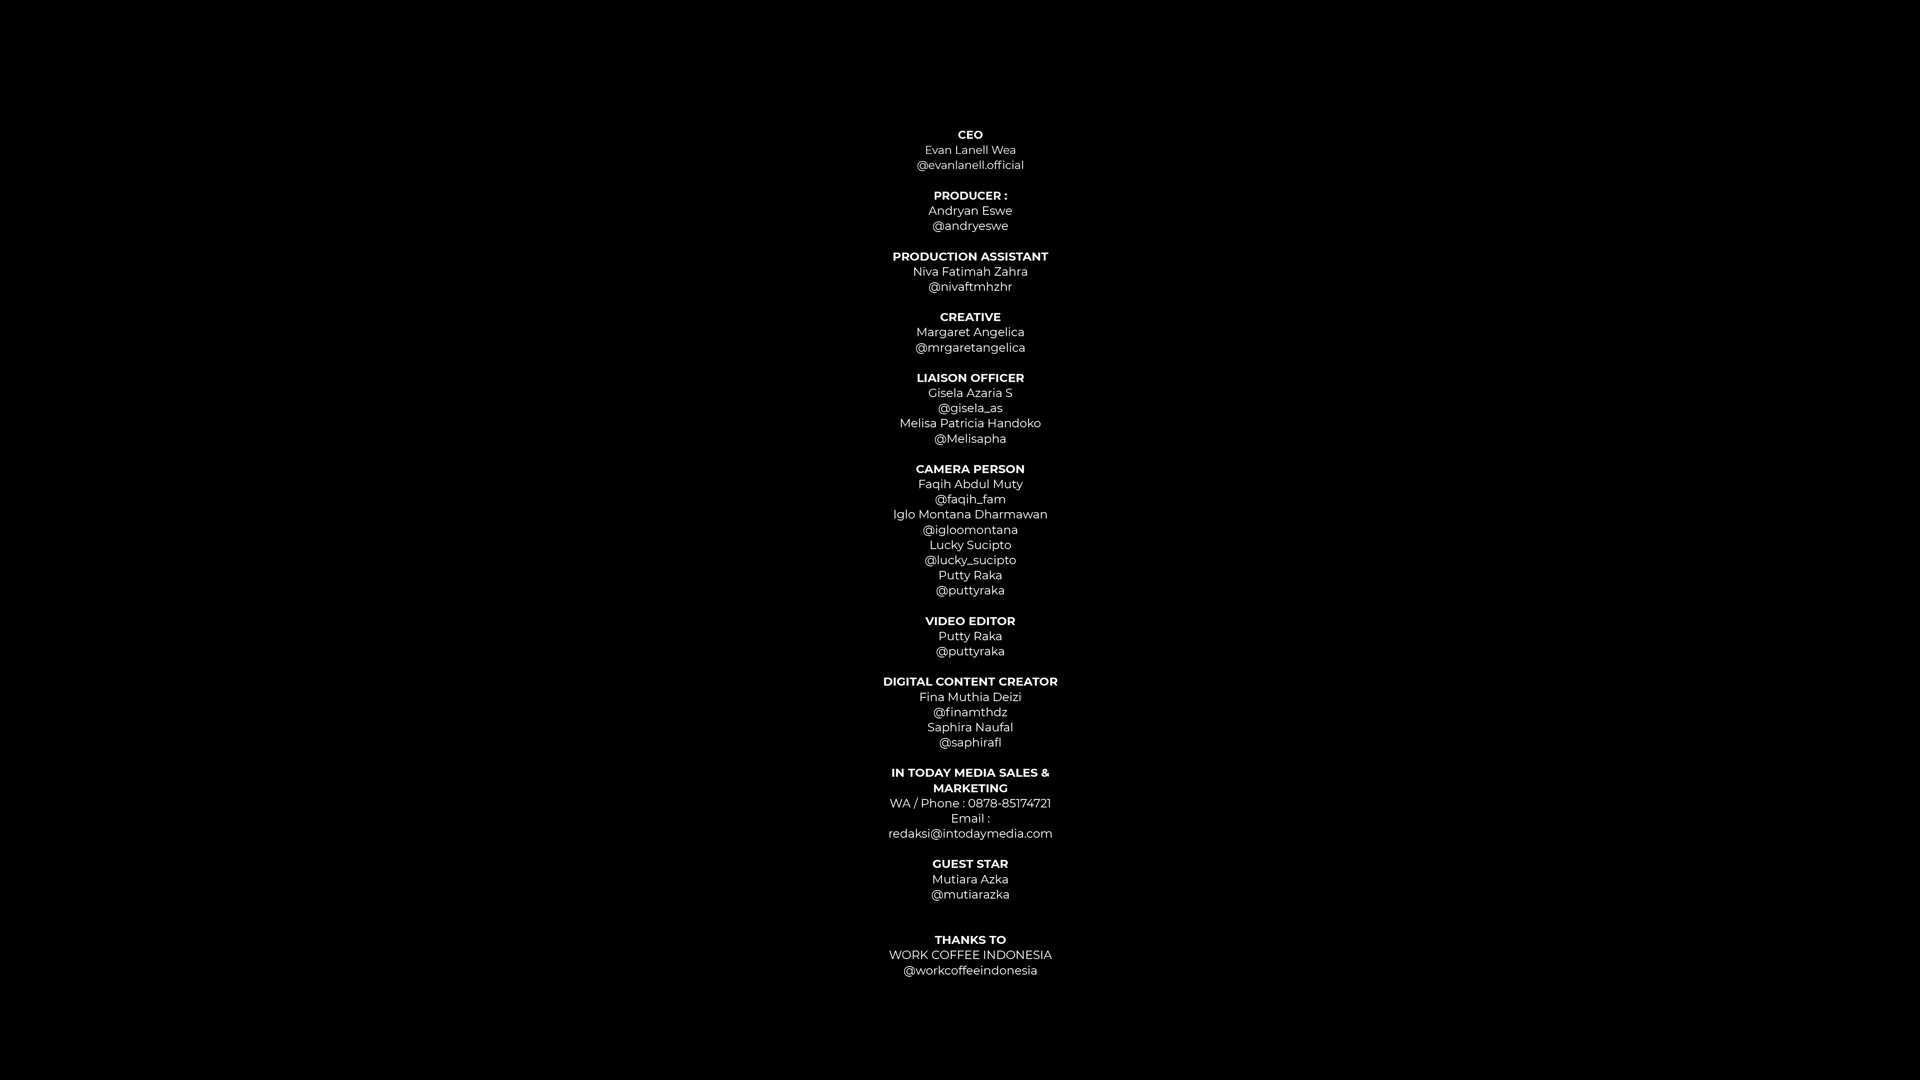 CEO
Evan Lanell Wea
@evanlanell.official
PRODUCER :
Andryan Eswe
@andryeswe
PRODUCTION ASSISTANT
Niva Fatimah Zahra
@nivaftmhzhr
CREATIVE
Margaret Angelica
@mrgaretangelica
LIAISON OFFICER
Gisela Azaria S
@gisela_as
Melisa Patricia Handoko
@Melisapha
CAMERA PERSON
Faqih Abdul Muty
@faqih_fam
Iglo Montana Dharmawan
@igloomontana
Lucky Sucipto
@lucky_sucipto
Putty Raka
@puttyraka
VIDEO EDITOR
Putty Raka
@puttyraka
DIGITAL CONTENT CREATOR
Fina Muthia Deizi
@finamthdz
Saphira Naufal
@saphirafl
IN TODAY MEDIA SALES &
MARKETING
WA / Phone : 0878-85174721
Email :
redaksi@intodaymedia.com
GUEST STAR
Mutiara Azka
@mutiarazka
THANKS TO
WORK COFFEE INDONESIA
@workcoffeeindonesia